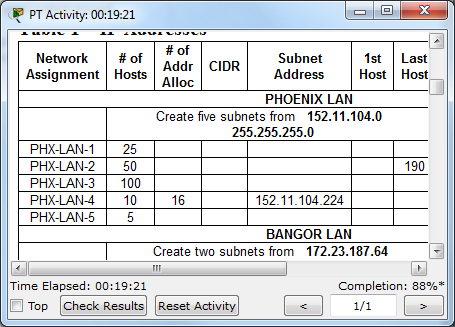 PT Activity: 00:19:21
Table 1 - IP Addresses
Network Assignment # of Hosts # of Addr Alloc CIDR Subnet Address 1st Host Last Host
PHOENIX LAN
Create five subnets from 152.11.104.0
255.255.255.0
PHX-LAN-1 25
PHX-LAN-2 50 190
PHX-LAN-3 100
PHX-LAN-4 10 16 152.11.104.224
PHX-LAN-5 5
BANGOR LAN
Create two subnets from 172.23.187.64
Time Elapsed: 00:19:21 Completion: 88%*
Top Check Results Reset Activity < 1/1 >